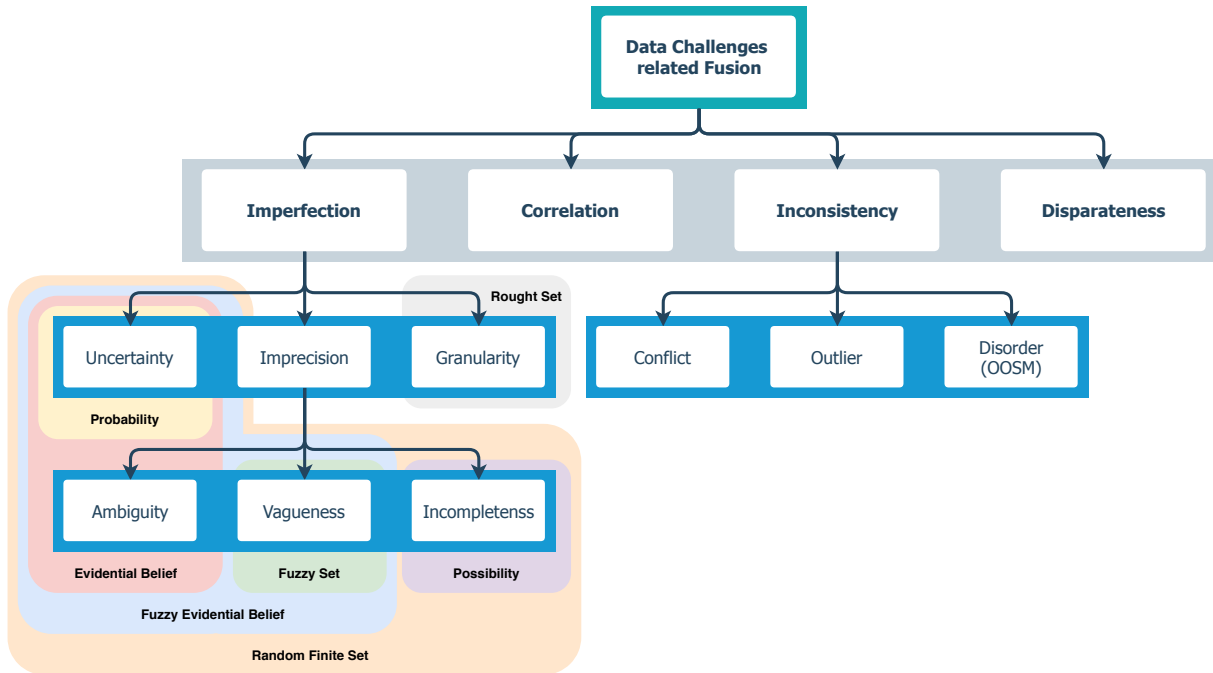 Data Challenges
related Fusion
Imperfection
Correlation
Inconsistency
Disparateness
Rought Set
Uncertainty
Imprecision
Granularity
Conflict
Outlier
Disorder
(OOSM)
Probability
Ambiguity
Vagueness
Incompletenss
Evidential Belief
Fuzzy Set
Possibility
Fuzzy Evidential Belief
Random Finite Set